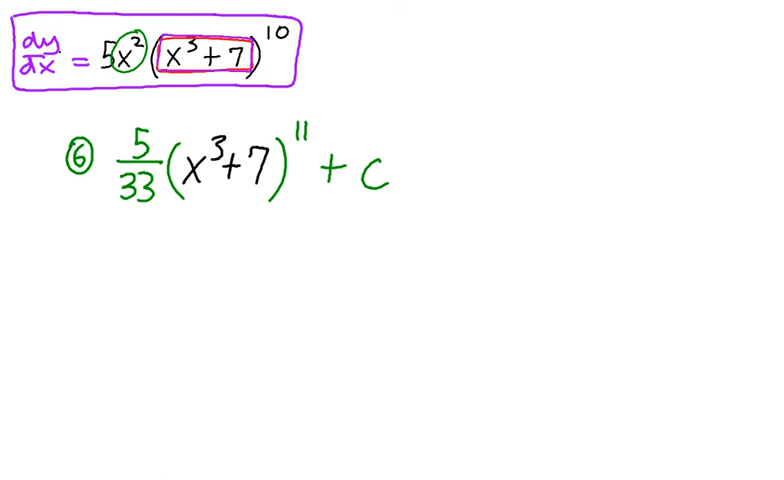 dy/dx = 5x²(x³ + 7)¹⁰
⑥ 5/33 (x³+7)¹¹ + C